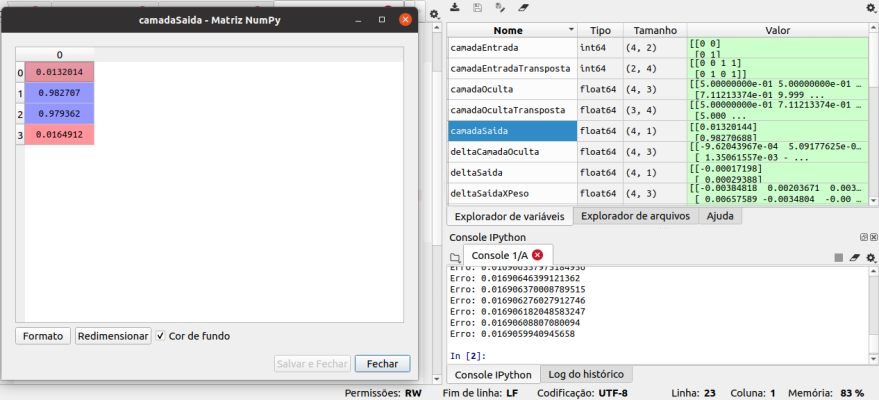 camadaSaida - Matriz NumPy
0
0 0.0132014
1 0.982707
2 0.979362
3 0.0164912
Formato Redimensionar Cor de fundo
Salvar e Fechar Fechar
Nome Tipo Tamanho Valor
camadaEntrada int64 (4, 2) [[0 0]
[0 1]
camadaEntradaTransposta int64 (2, 4) [[0 0 1 1]
[0 1 0 1]]
camadaOculta float64 (4, 3) [[5.00000000e-01 5.00000000e-01 …
[7.11213374e-01 9.999 ...
camadaOcultaTransposta float64 (3, 4) [[5.00000000e-01 7.11213374e-01 …
[5.000 ...
camadaSaida float64 (4, 1) [[0.01320144]
[0.98270688]
deltaCamadaOculta float64 (4, 3) [[-9.62043967e-04 5.09177625e-0…
[ 1.35061557e-03 - ...
deltaSaida float64 (4, 1) [[-0.00017198]
[ 0.00029388]
deltaSaidaXPeso float64 (4, 3) [[-0.00384818 0.00203671 0.003…
[ 0.00657589 -0.0034804 -0.00 …
Explorador de variáveis Explorador de arquivos Ajuda
Console IPython
Console 1/A
Erro: 0.01690646399121362
Erro: 0.016906370008789515
Erro: 0.016906276027912746
Erro: 0.016906182048583247
Erro: 0.01690608807080094
Erro: 0.0169059940945658
In [2]:
Console IPython Log do histórico
Permissões: RW Fim de linha: LF Codificação: UTF-8 Linha: 23 Coluna: 1 Memória: 83 %